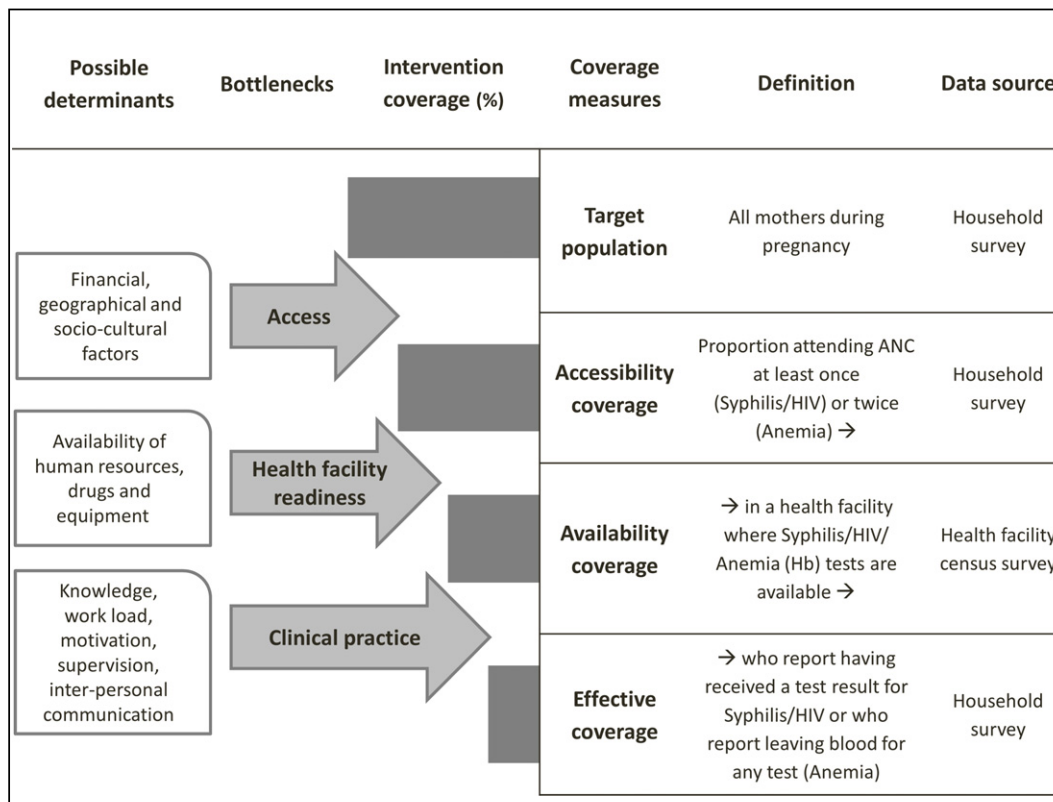 Possible
determinants
Bottlenecks
Intervention
coverage (%)
Coverage
measures
Definition
Data source
Target
population
All mothers during
pregnancy
Household
survey
Financial,
geographical and
socio-cultural
factors
Access
Accessibility
coverage
Proportion attending ANC
at least once
(Syphilis/HIV) or twice
(Anemia) →
Household
survey
Availability of
human resources,
drugs and
equipment
Health facility
readiness
Availability
coverage
→ in a health facility
where Syphilis/HIV/
Anemia (Hb) tests are
available →
Health facility
census survey
Knowledge,
work load,
motivation,
supervision,
inter-personal
communication
Clinical practice
Effective
coverage
→ who report having
received a test result for
Syphilis/HIV or who
report leaving blood for
any test (Anemia)
Household
survey